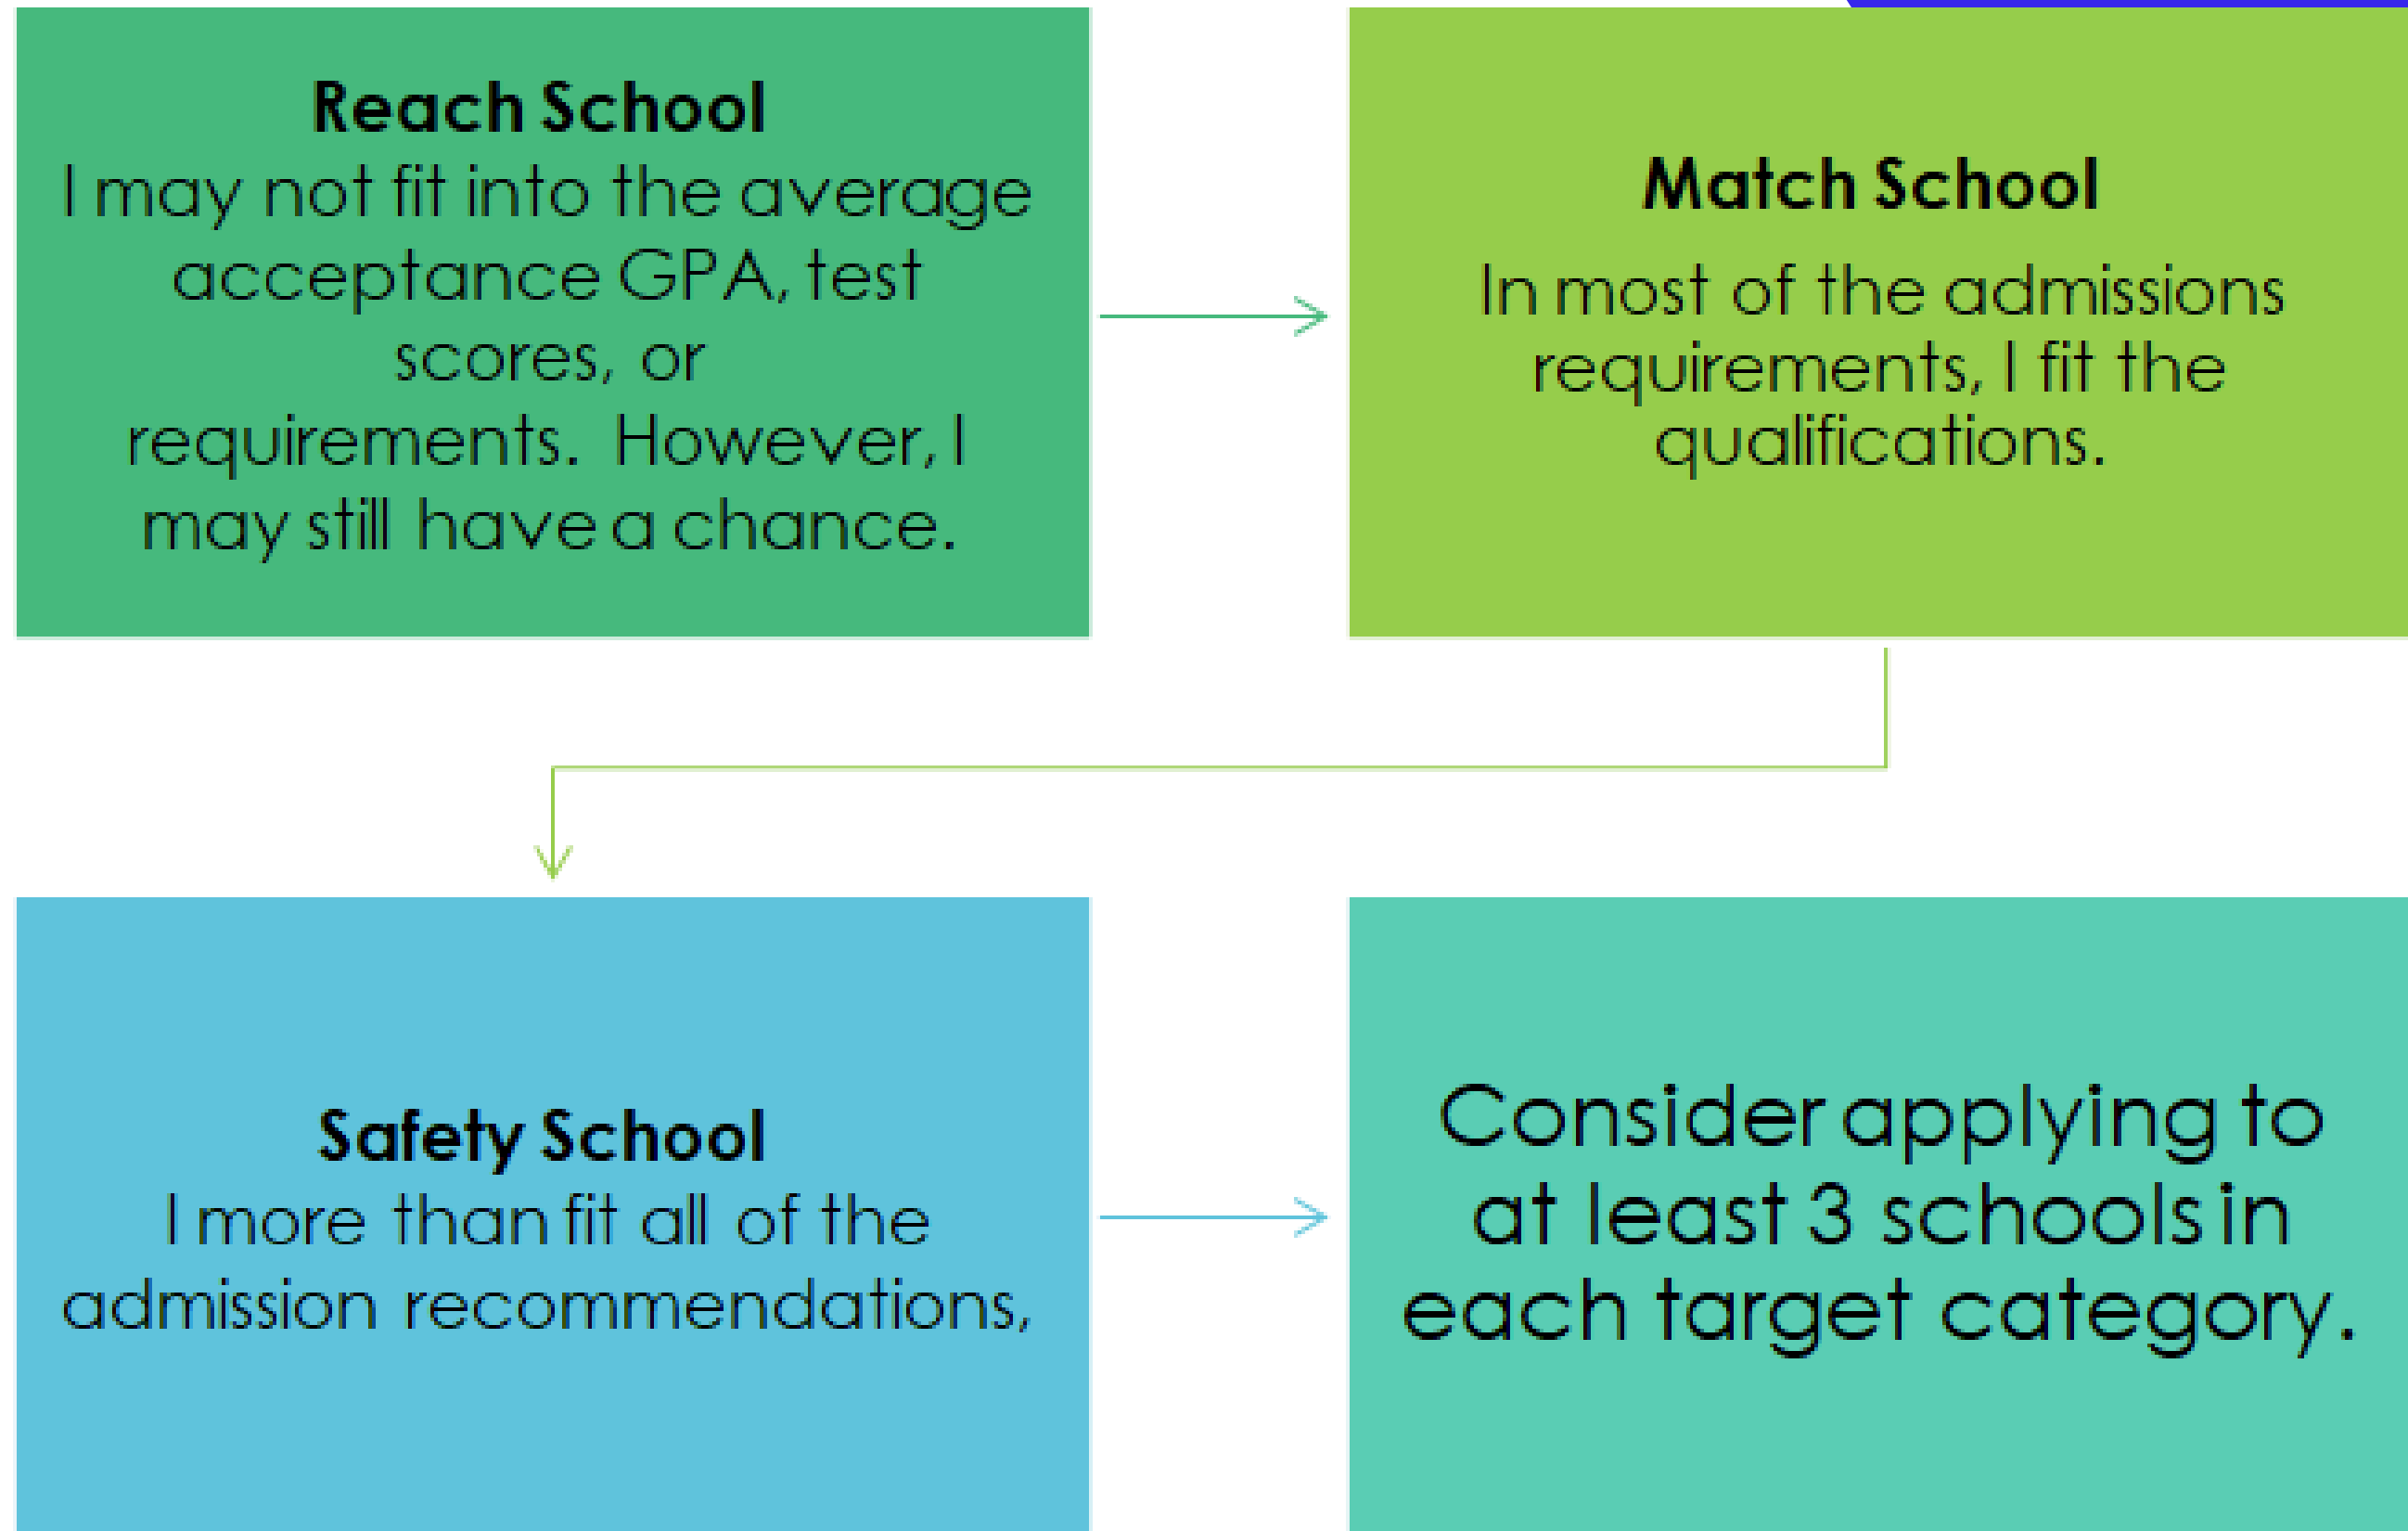 Reach School
I may not fit into the average
acceptance GPA, test
scores, or
requirements. However, I
may still have a chance.
Match School
In most of the admissions
requirements, I fit the
qualifications.
Safety School
I more than fit all of the
admission recommendations,
Consider applying to
at least 3 schools in
each target category.